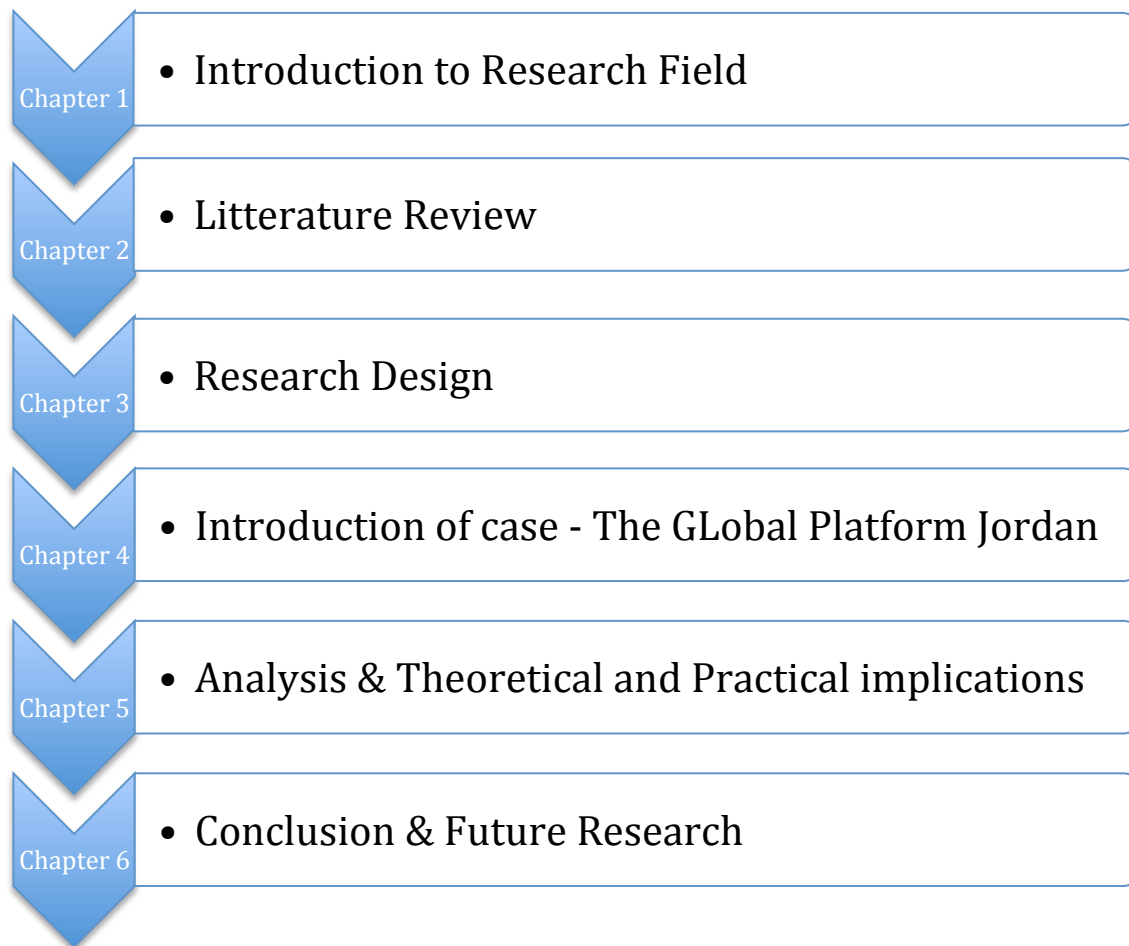 Chapter 1
• Introduction to Research Field
Chapter 2
• Litterature Review
Chapter 3
• Research Design
Chapter 4
• Introduction of case - The GLobal Platform Jordan
Chapter 5
• Analysis & Theoretical and Practical implications
Chapter 6
• Conclusion & Future Research